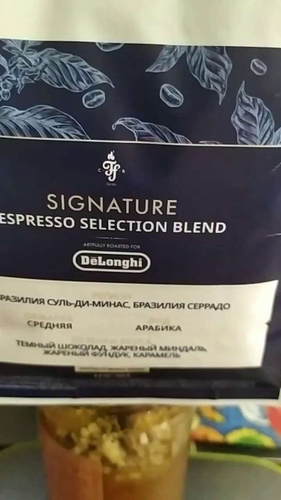 SIGNATURE
ESPRESSO SELECTION BLEND
ARTFULLY ROASTED FOR
DeLonghi
РАЗИЛИЯ СУЛЬ-ДИ-МИНАС, БРАЗИЛИЯ СЕРРАДО
СРЕДНЯЯ АРАБИКА
ТЕМНЫЙ ШОКОЛАД, ЖАРЕНЫЙ МИНДАЛЬ,
ЖАРЕНЫЙ ФУНДУК, КАРАМЕЛЬ